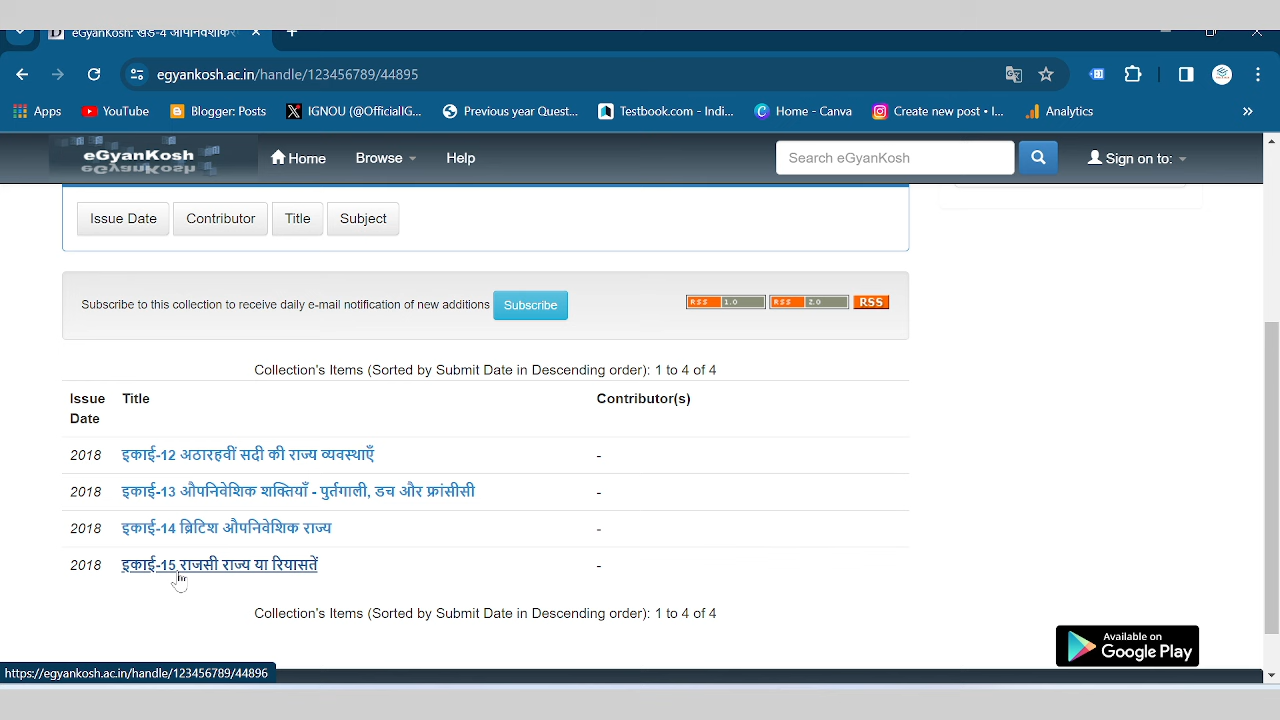 eGyanKosh: खंड-4 औपनिवेशिक
egyankosh.ac.in/handle/123456789/44895
Apps YouTube Blogger: Posts IGNOU (@OfficialIG... Previous year Quest... Testbook.com - Indi... Home - Canva Create new post • I... Analytics »
eGyanKosh Home Browse Help Search eGyanKosh Sign on to:
Issue Date Contributor Title Subject
Subscribe to this collection to receive daily e-mail notification of new additions Subscribe RSS 1.0 RSS 2.0 RSS
Collection's Items (Sorted by Submit Date in Descending order): 1 to 4 of 4
Issue Title Contributor(s)
Date
2018 इकाई-12 अठारहवीं सदी की राज्य व्यवस्थाएँ -
2018 इकाई-13 औपनिवेशिक शक्तियाँ - पुर्तगाली, डच और फ्रांसीसी -
2018 इकाई-14 ब्रिटिश औपनिवेशिक राज्य -
2018 इकाई-15 राजसी राज्य या रियासतें -
Collection's Items (Sorted by Submit Date in Descending order): 1 to 4 of 4
Available on
Google Play
https://egyankosh.ac.in/handle/123456789/44896